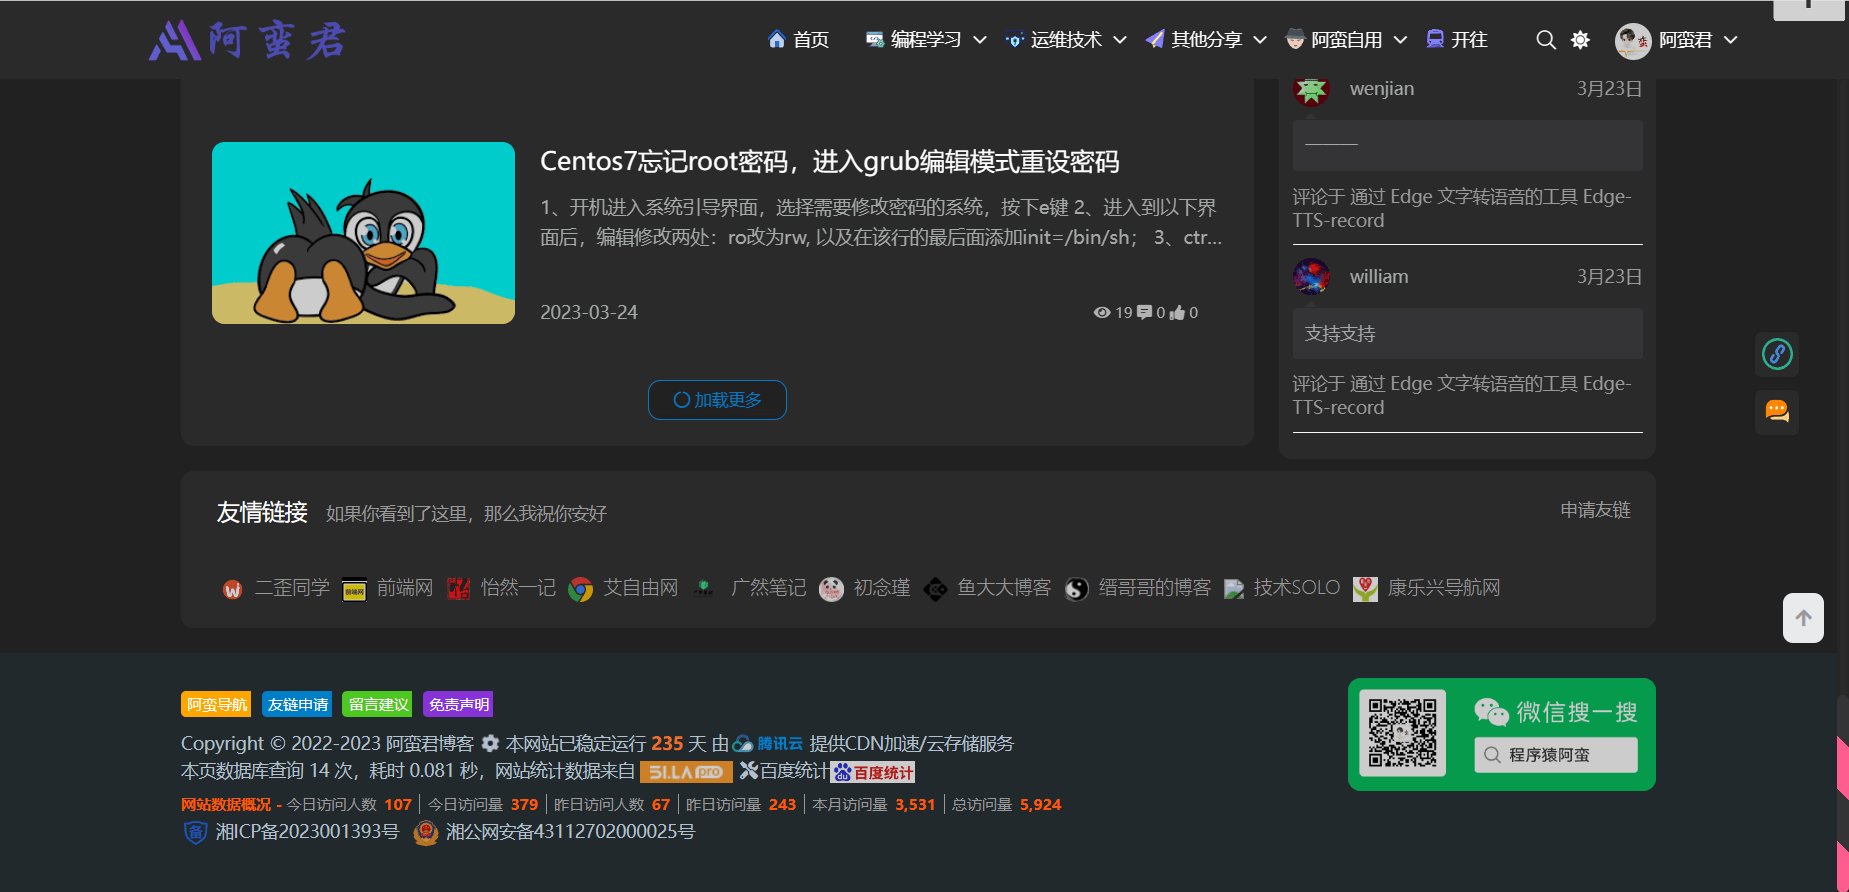 阿蛮君 首页 编程学习 运维技术 其他分享 阿蛮自用 开往 阿蛮君
wenjian 3月23日
———
评论于 通过 Edge 文字转语音的工具 Edge-
TTS-record
william 3月23日
支持支持
评论于 通过 Edge 文字转语音的工具 Edge-
TTS-record
Centos7忘记root密码，进入grub编辑模式重设密码
1、开机进入系统引导界面，选择需要修改密码的系统，按下e键 2、进入到以下界
面后，编辑修改两处：ro改为rw, 以及在该行的最后面添加init=/bin/sh； 3、ctr...
2023-03-24 19 0 0
加载更多
友情链接 如果你看到了这里，那么我祝你安好 申请友链
二歪同学 前端网 怡然一记 艾自由网 广然笔记 初念瑾 鱼大大博客 缙哥哥的博客 技术SOLO 康乐兴导航网
阿蛮导航 友链申请 留言建议 免责声明
Copyright © 2022-2023 阿蛮君博客 本网站已稳定运行 235 天 由 腾讯云 提供CDN加速/云存储服务
本页数据库查询 14 次，耗时 0.081 秒，网站统计数据来自 51.LA pro 百度统计 百度统计
网站数据概况 - 今日访问人数 107 | 今日访问量 379 | 昨日访问人数 67 | 昨日访问量 243 | 本月访问量 3,531 | 总访问量 5,924
湘ICP备2023001393号 湘公网安备43112702000025号
微信搜一搜
程序猿阿蛮